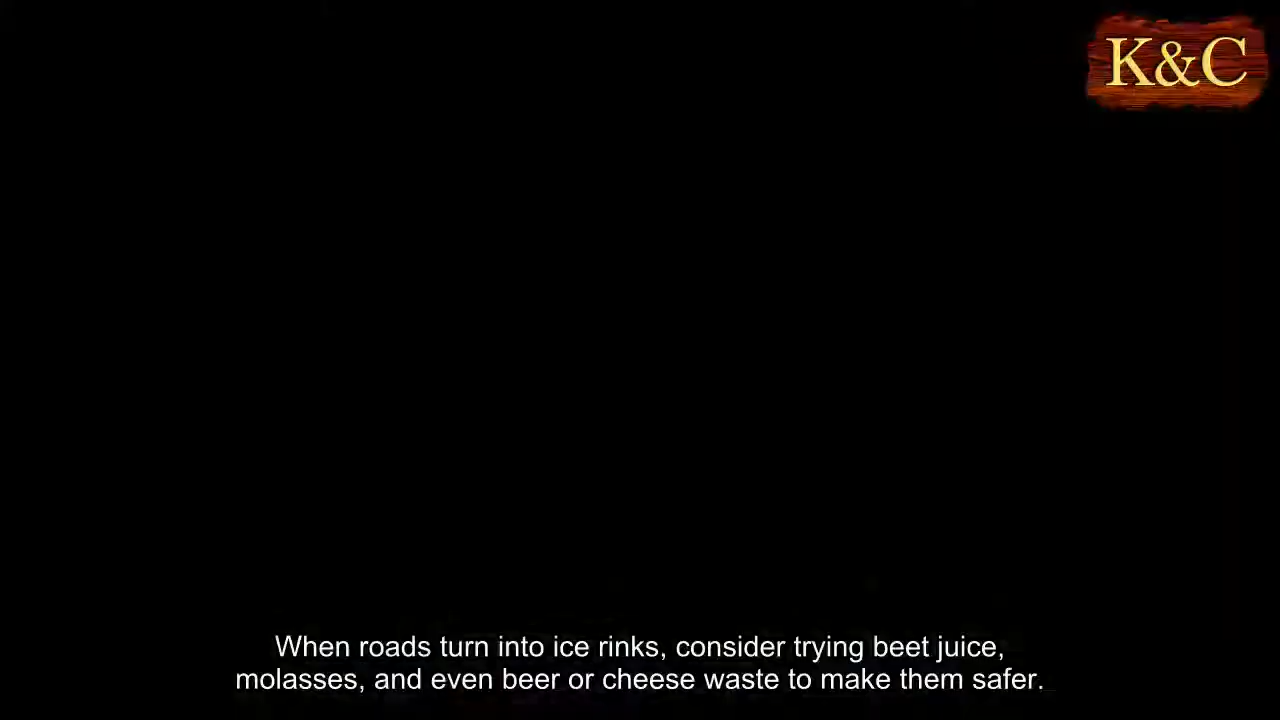 K&C
When roads turn into ice rinks, consider trying beet juice,
molasses, and even beer or cheese waste to make them safer.